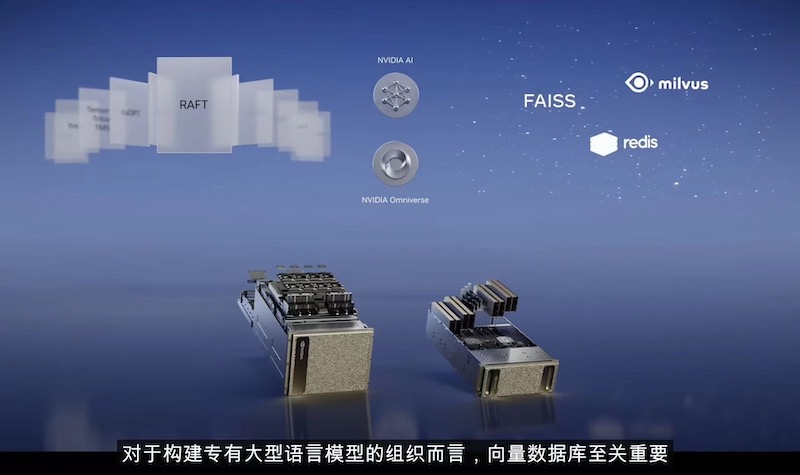 RAFT
NVIDIA AI
NVIDIA Omniverse
FAISS
milvus
redis
对于构建专有大型语言模型的组织而言，向量数据库至关重要